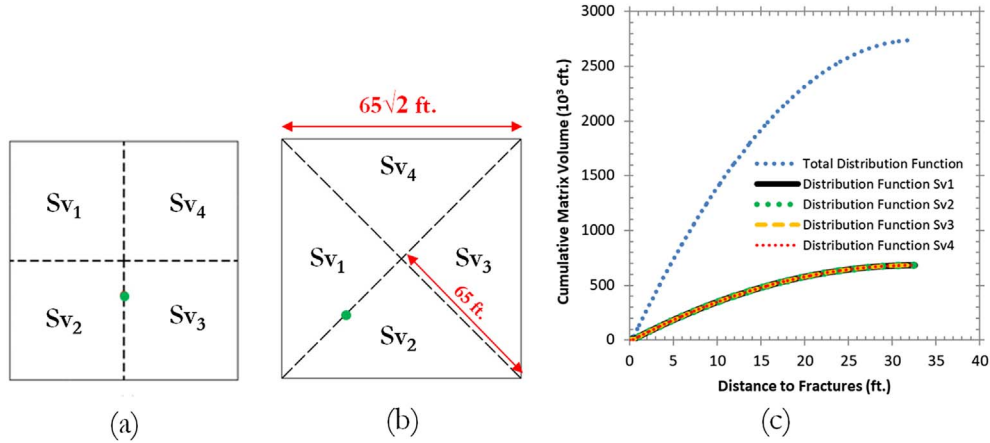 Sv1
Sv4
Sv2
Sv3
(a)
65√2 ft.
Sv4
Sv1
Sv3
65 ft.
Sv2
(b)
3000
2500
2000
1500
1000
500
0
Cumulative Matrix Volume (10³ cft.)
Total Distribution Function
Distribution Function Sv1
Distribution Function Sv2
Distribution Function Sv3
Distribution Function Sv4
0 5 10 15 20 25 30 35 40
Distance to Fractures (ft.)
(c)